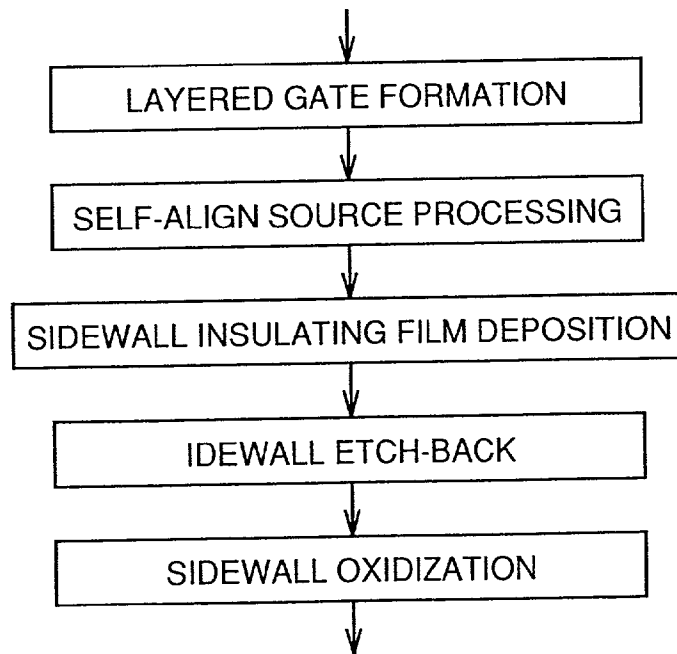 LAYERED GATE FORMATION
SELF-ALIGN SOURCE PROCESSING
SIDEWALL INSULATING FILM DEPOSITION
IDEWALL ETCH-BACK
SIDEWALL OXIDIZATION